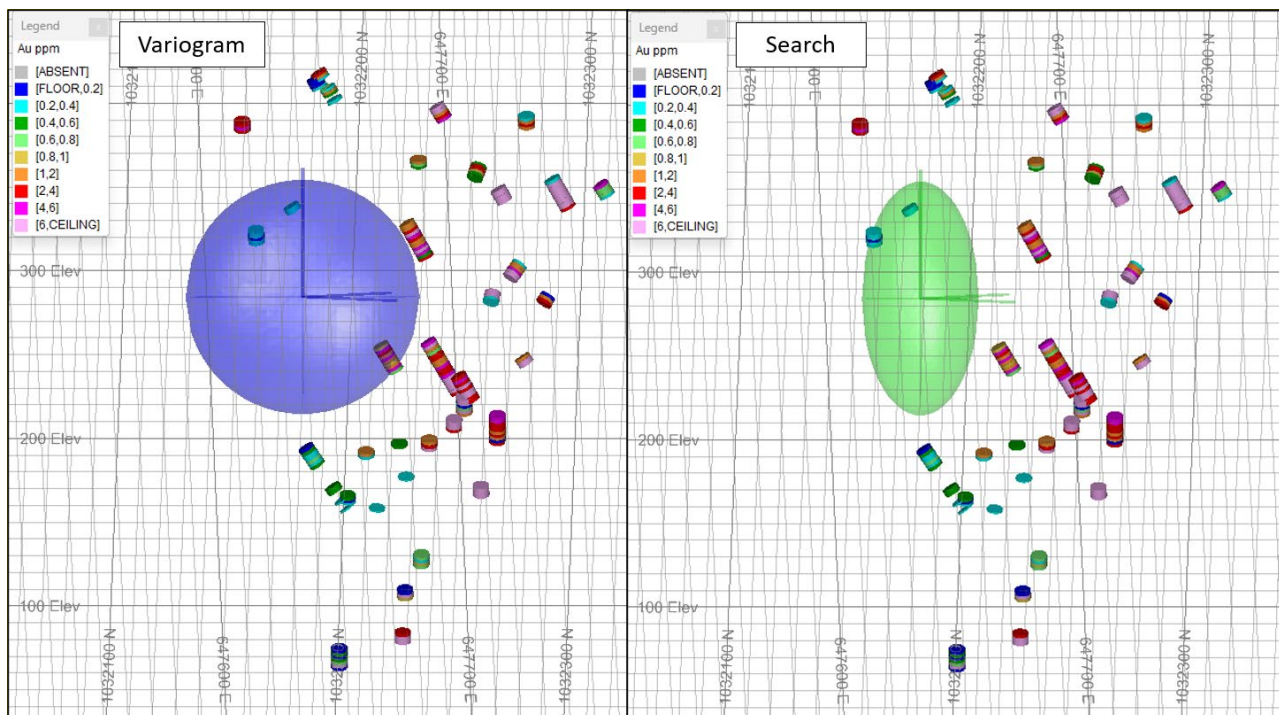 Legend
Au ppm
[ABSENT]
[FLOOR,0.2]
[0.2,0.4]
[0.4,0.6]
[0.6,0.8]
[0.8,1]
[1,2]
[2,4]
[4,6]
[6,CEILING]
Variogram
1032200 N
647700 E
1032300 N
300 Elev
200 Elev
100 Elev
1032100 N
647600 E
647700 E
1032300 N
Legend
Au ppm
[ABSENT]
[FLOOR,0.2]
[0.2,0.4]
[0.4,0.6]
[0.6,0.8]
[0.8,1]
[1,2]
[2,4]
[4,6]
[6,CEILING]
Search
1032200 N
647700 E
1032300 N
300 Elev
200 Elev
100 Elev
1032100 N
647600 E
647700 E
1032300 N